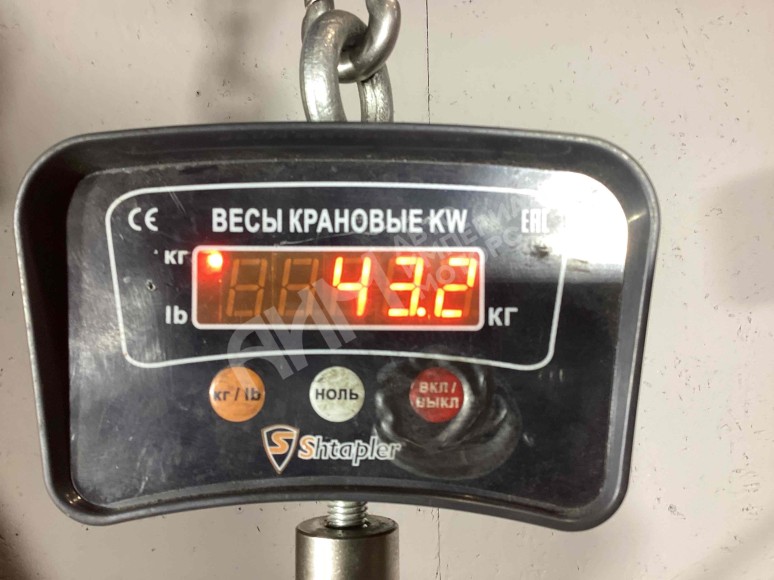 CE ВЕСЫ КРАНОВЫЕ KW EAC
кг
43.2
lb
КГ
кг / lb
НОЛЬ
ВКЛ /
ВЫКЛ
S Shtapler